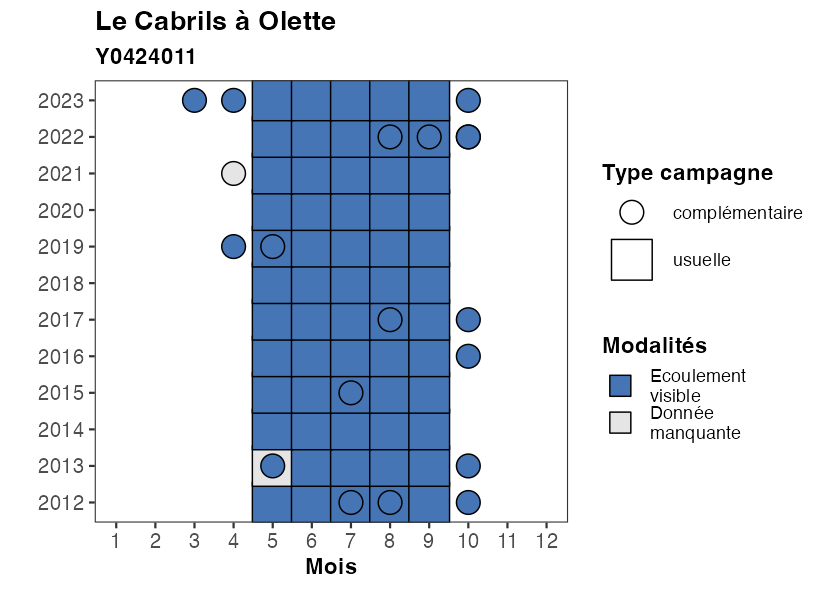 Le Cabrils à Olette
Y0424011
2023
2022
2021
2020
2019
2018
2017
2016
2015
2014
2013
2012
1 2 3 4 5 6 7 8 9 10 11 12
Mois
Type campagne
complémentaire
usuelle
Modalités
Ecoulement
visible
Donnée
manquante